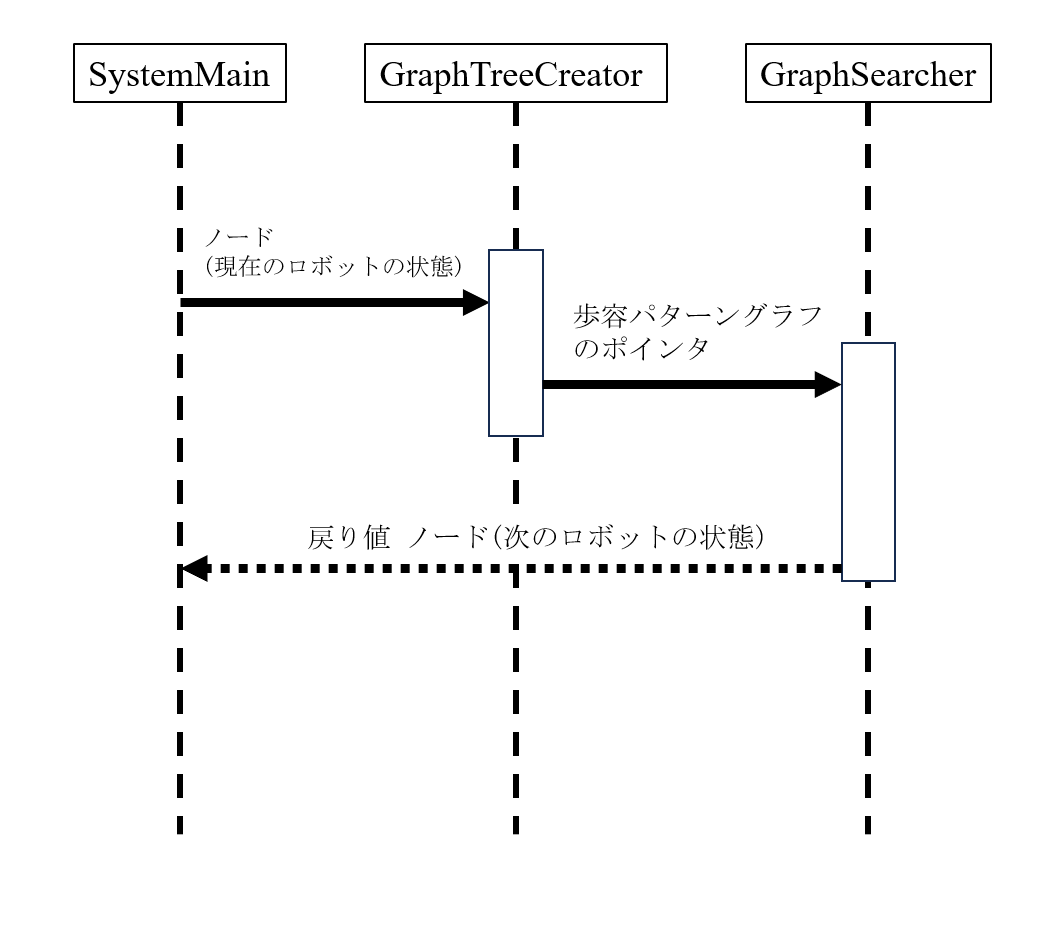 SystemMain
GraphTreeCreator
GraphSearcher
ノード
(現在のロボットの状態)
歩容パターングラフ
のポインタ
戻り値 ノード(次のロボットの状態)